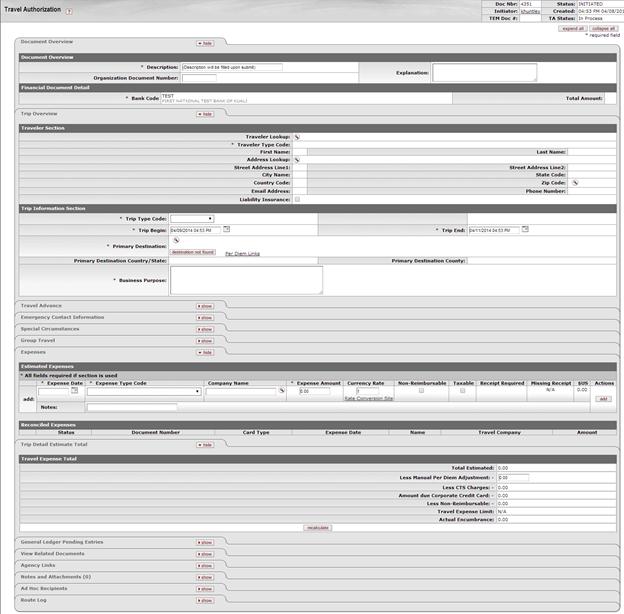 Travel Authorization ?
Doc Nbr: 4351 Status: INITIATED
Initiator: khuntley Created: 04:53 PM 04/08/201
TEM Doc #: TA Status: In Process
expand all collapse all
* required field
Document Overview hide
Document Overview
* Description: (Description will be filled upon submit)
Explanation:
Organization Document Number:
Financial Document Detail
* Bank Code TEST
FIRST NATIONAL TEST BANK OF KUALI
Total Amount:
Trip Overview hide
Traveler Section
Traveler Lookup:
* Traveler Type Code:
First Name: Last Name:
Address Lookup:
Street Address Line1: Street Address Line2:
City Name: State Code:
Country Code: Zip Code:
Email Address: Phone Number:
Liability Insurance:
Trip Information Section
* Trip Type Code:
* Trip Begin: 04/09/2014 04:53 PM * Trip End: 04/11/2014 04:53 PM
* Primary Destination:
destination not found Per Diem Links
Primary Destination Country/State: Primary Destination County:
* Business Purpose:
Travel Advance show
Emergency Contact Information show
Special Circumstances show
Group Travel show
Expenses hide
Estimated Expenses
* All fields required if section is used
* Expense Date * Expense Type Code Company Name * Expense Amount Currency Rate Non-Reimbursable Taxable Receipt Required Missing Receipt $US Actions
add: 0.00 1 N/A 0.00 add
Rate Conversion Site
Notes:
Reconciled Expenses
Status Document Number Card Type Expense Date Name Travel Company Amount
Trip Detail Estimate Total hide
Travel Expense Total
Total Estimated: 0.00
Less Manual Per Diem Adjustment: - 0.00
Less CTS Charges: - 0.00
Amount due Corporate Credit Card: - 0.00
Less Non-Reimbursable: - 0.00
Travel Expense Limit: N/A
Actual Encumbrance: 0.00
recalculate
General Ledger Pending Entries show
View Related Documents show
Agency Links show
Notes and Attachments (0) show
Ad Hoc Recipients show
Route Log show